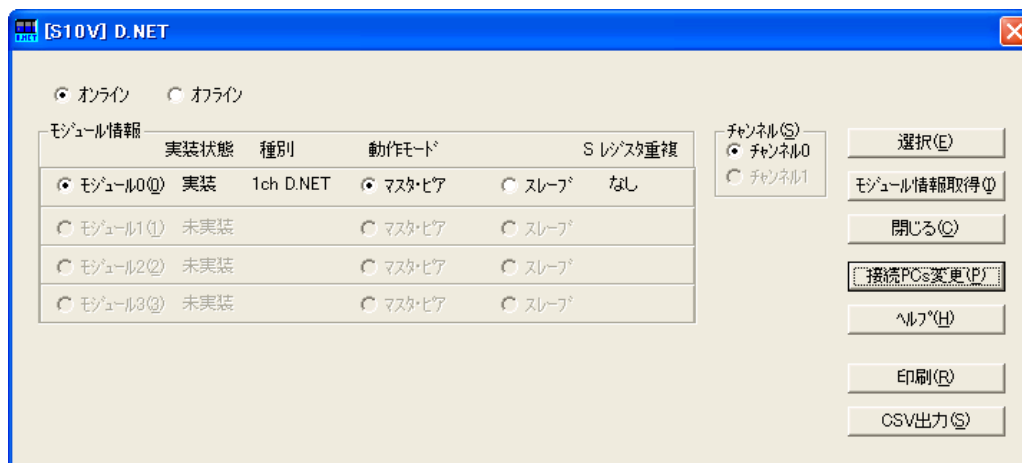 [S10V] D.NET
ｵﾝﾗｲﾝ ｵﾌﾗｲﾝ
ﾓｼﾞｭｰﾙ情報
実装状態 種別 動作ﾓｰﾄﾞ S ﾚｼﾞｽﾀ重複
ﾓｼﾞｭｰﾙ0(0) 実装 1ch D.NET ﾏｽﾀ･ﾋﾟｱ ｽﾚｰﾌﾞ なし
ﾓｼﾞｭｰﾙ1(1) 未実装 ﾏｽﾀ･ﾋﾟｱ ｽﾚｰﾌﾞ
ﾓｼﾞｭｰﾙ2(2) 未実装 ﾏｽﾀ･ﾋﾟｱ ｽﾚｰﾌﾞ
ﾓｼﾞｭｰﾙ3(3) 未実装 ﾏｽﾀ･ﾋﾟｱ ｽﾚｰﾌﾞ
ﾁｬﾝﾈﾙ(S)
ﾁｬﾝﾈﾙ0
ﾁｬﾝﾈﾙ1
選択(E)
ﾓｼﾞｭｰﾙ情報取得(I)
閉じる(C)
接続PCs変更(P)
ﾍﾙﾌﾟ(H)
印刷(R)
CSV出力(S)